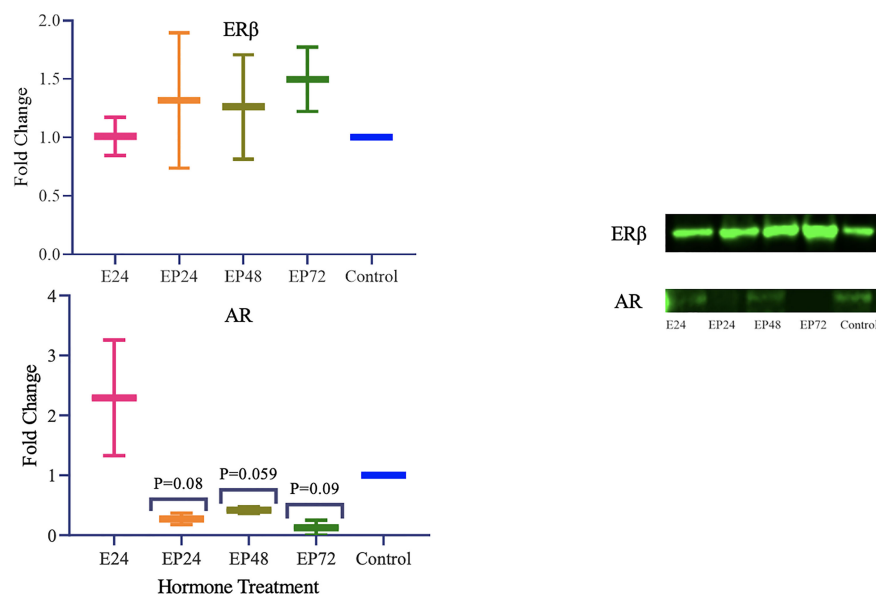 ERβ
Fold Change
2.0
1.5
1.0
0.5
0.0
E24 EP24 EP48 EP72 Control
AR
Fold Change
4
3
2
1
0
P=0.08
P=0.059
P=0.09
E24 EP24 EP48 EP72 Control
Hormone Treatment
ERβ
AR
E24 EP24 EP48 EP72 Control